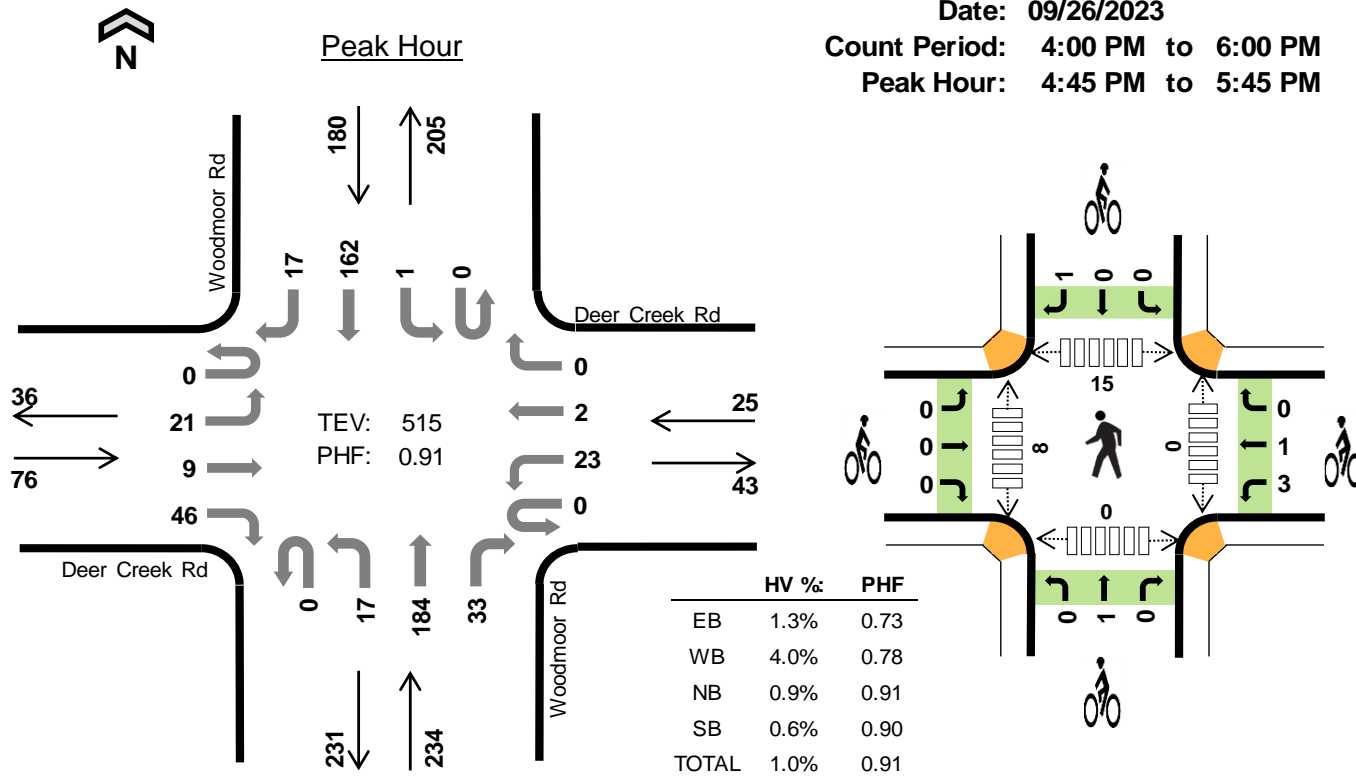 Date: 09/26/2023
Count Period: 4:00 PM to 6:00 PM
Peak Hour: 4:45 PM to 5:45 PM
N
Peak Hour
180
205
Woodmoor Rd
17
162
1
0
Deer Creek Rd
0
21
9
46
36
76
TEV: 515
PHF: 0.91
0
2
23
0
25
43
Deer Creek Rd
0
17
184
33
Woodmoor Rd
231
234
HV %: PHF
EB 1.3% 0.73
WB 4.0% 0.78
NB 0.9% 0.91
SB 0.6% 0.90
TOTAL 1.0% 0.91
1
0
0
15
0
0
0
8
0
0
1
3
0
0
1
0